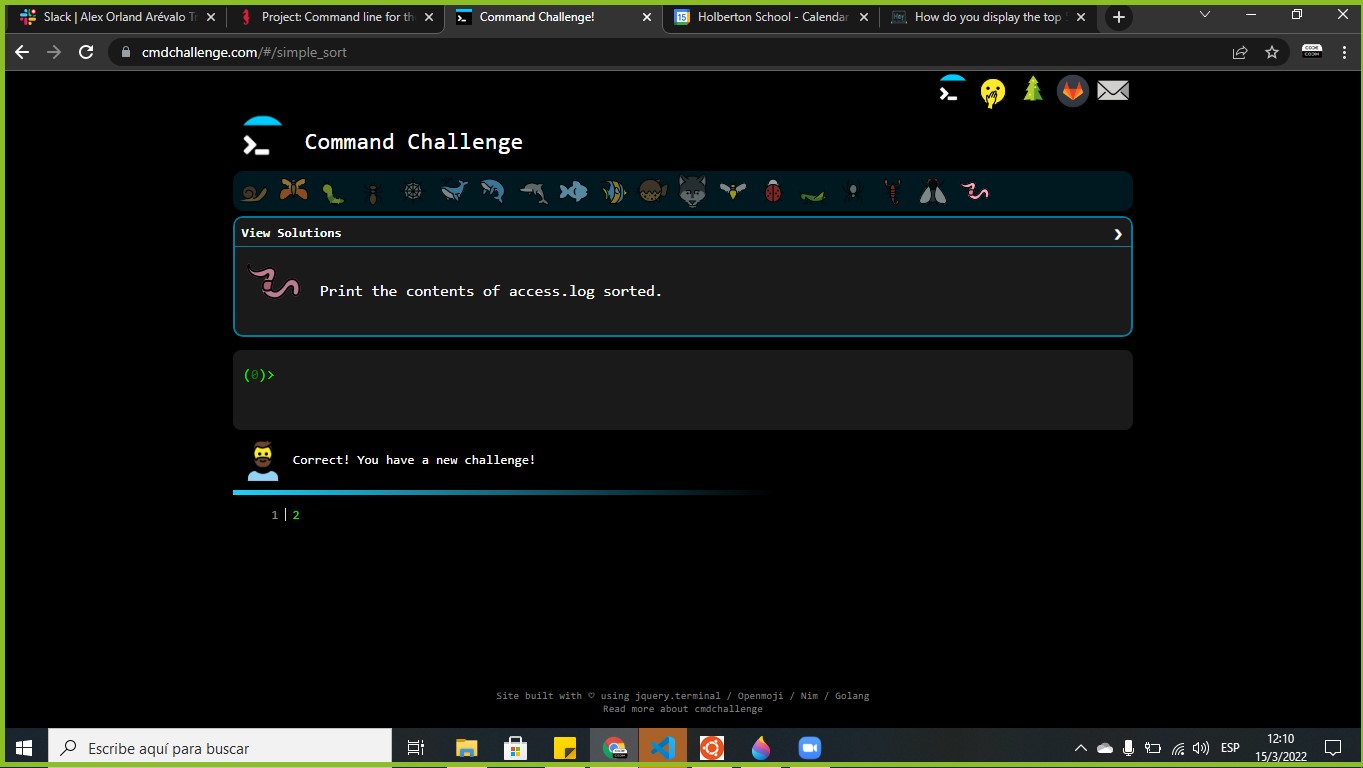 Slack | Alex Orland Arévalo Tr
Project: Command line for the
Command Challenge!
Holberton School - Calendar
How do you display the top 5
cmdchallenge.com/#/simple_sort
Command Challenge
View Solutions
Print the contents of access.log sorted.
(0)>
Correct! You have a new challenge!
1 | 2
Site built with ♡ using jquery.terminal / Openmoji / Nim / Golang
Read more about cmdchallenge
Escribe aquí para buscar
ESP
12:10
15/3/2022